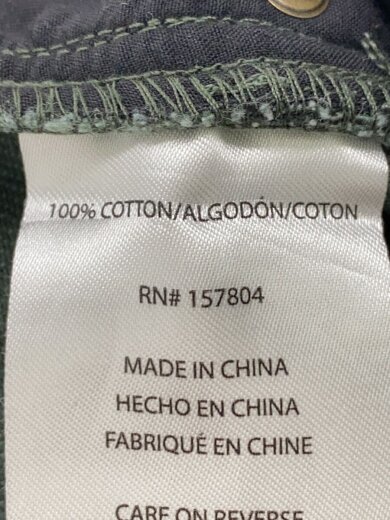 100% COTTON/ALGODÓN/COTON
RN# 157804
MADE IN CHINA
HECHO EN CHINA
FABRIQUÉ EN CHINE
CARE ON REVERSE